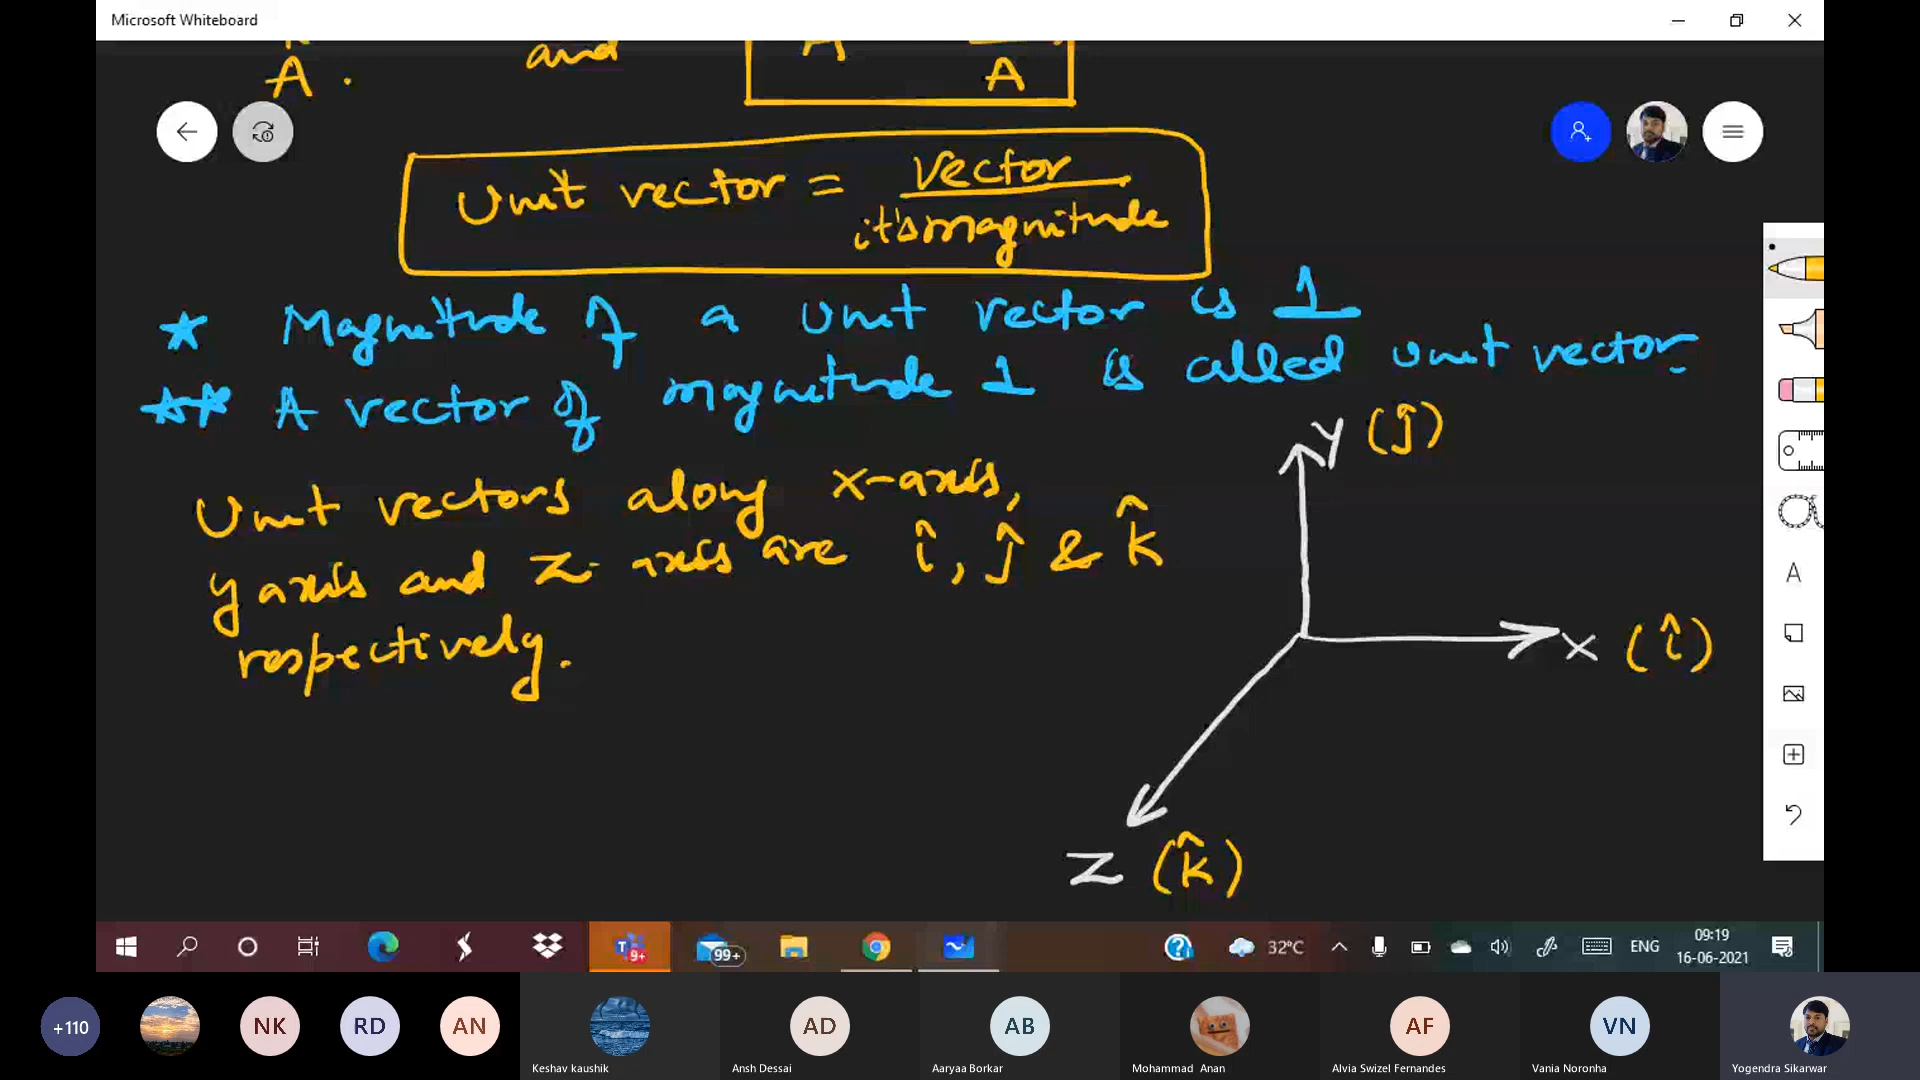 Microsoft Whiteboard
A. and A A
Unit vector = vector
it's magnitude
* Magnitude of a unit vector is 1
** A vector of magnitude 1 is called unit vector.
Unit vectors along x-axis,
y axis and z- axis are î, ĵ & k̂
respectively.
y (ĵ)
x (î)
z (k̂)
A
T 9+
99+
32°C
ENG
09:19
16-06-2021
+110
NK
RD
AN
AD
AB
AF
VN
Keshav kaushik
Ansh Dessai
Aaryaa Borkar
Mohammad Anan
Alvia Swizel Fernandes
Vania Noronha
Yogendra Sikarwar